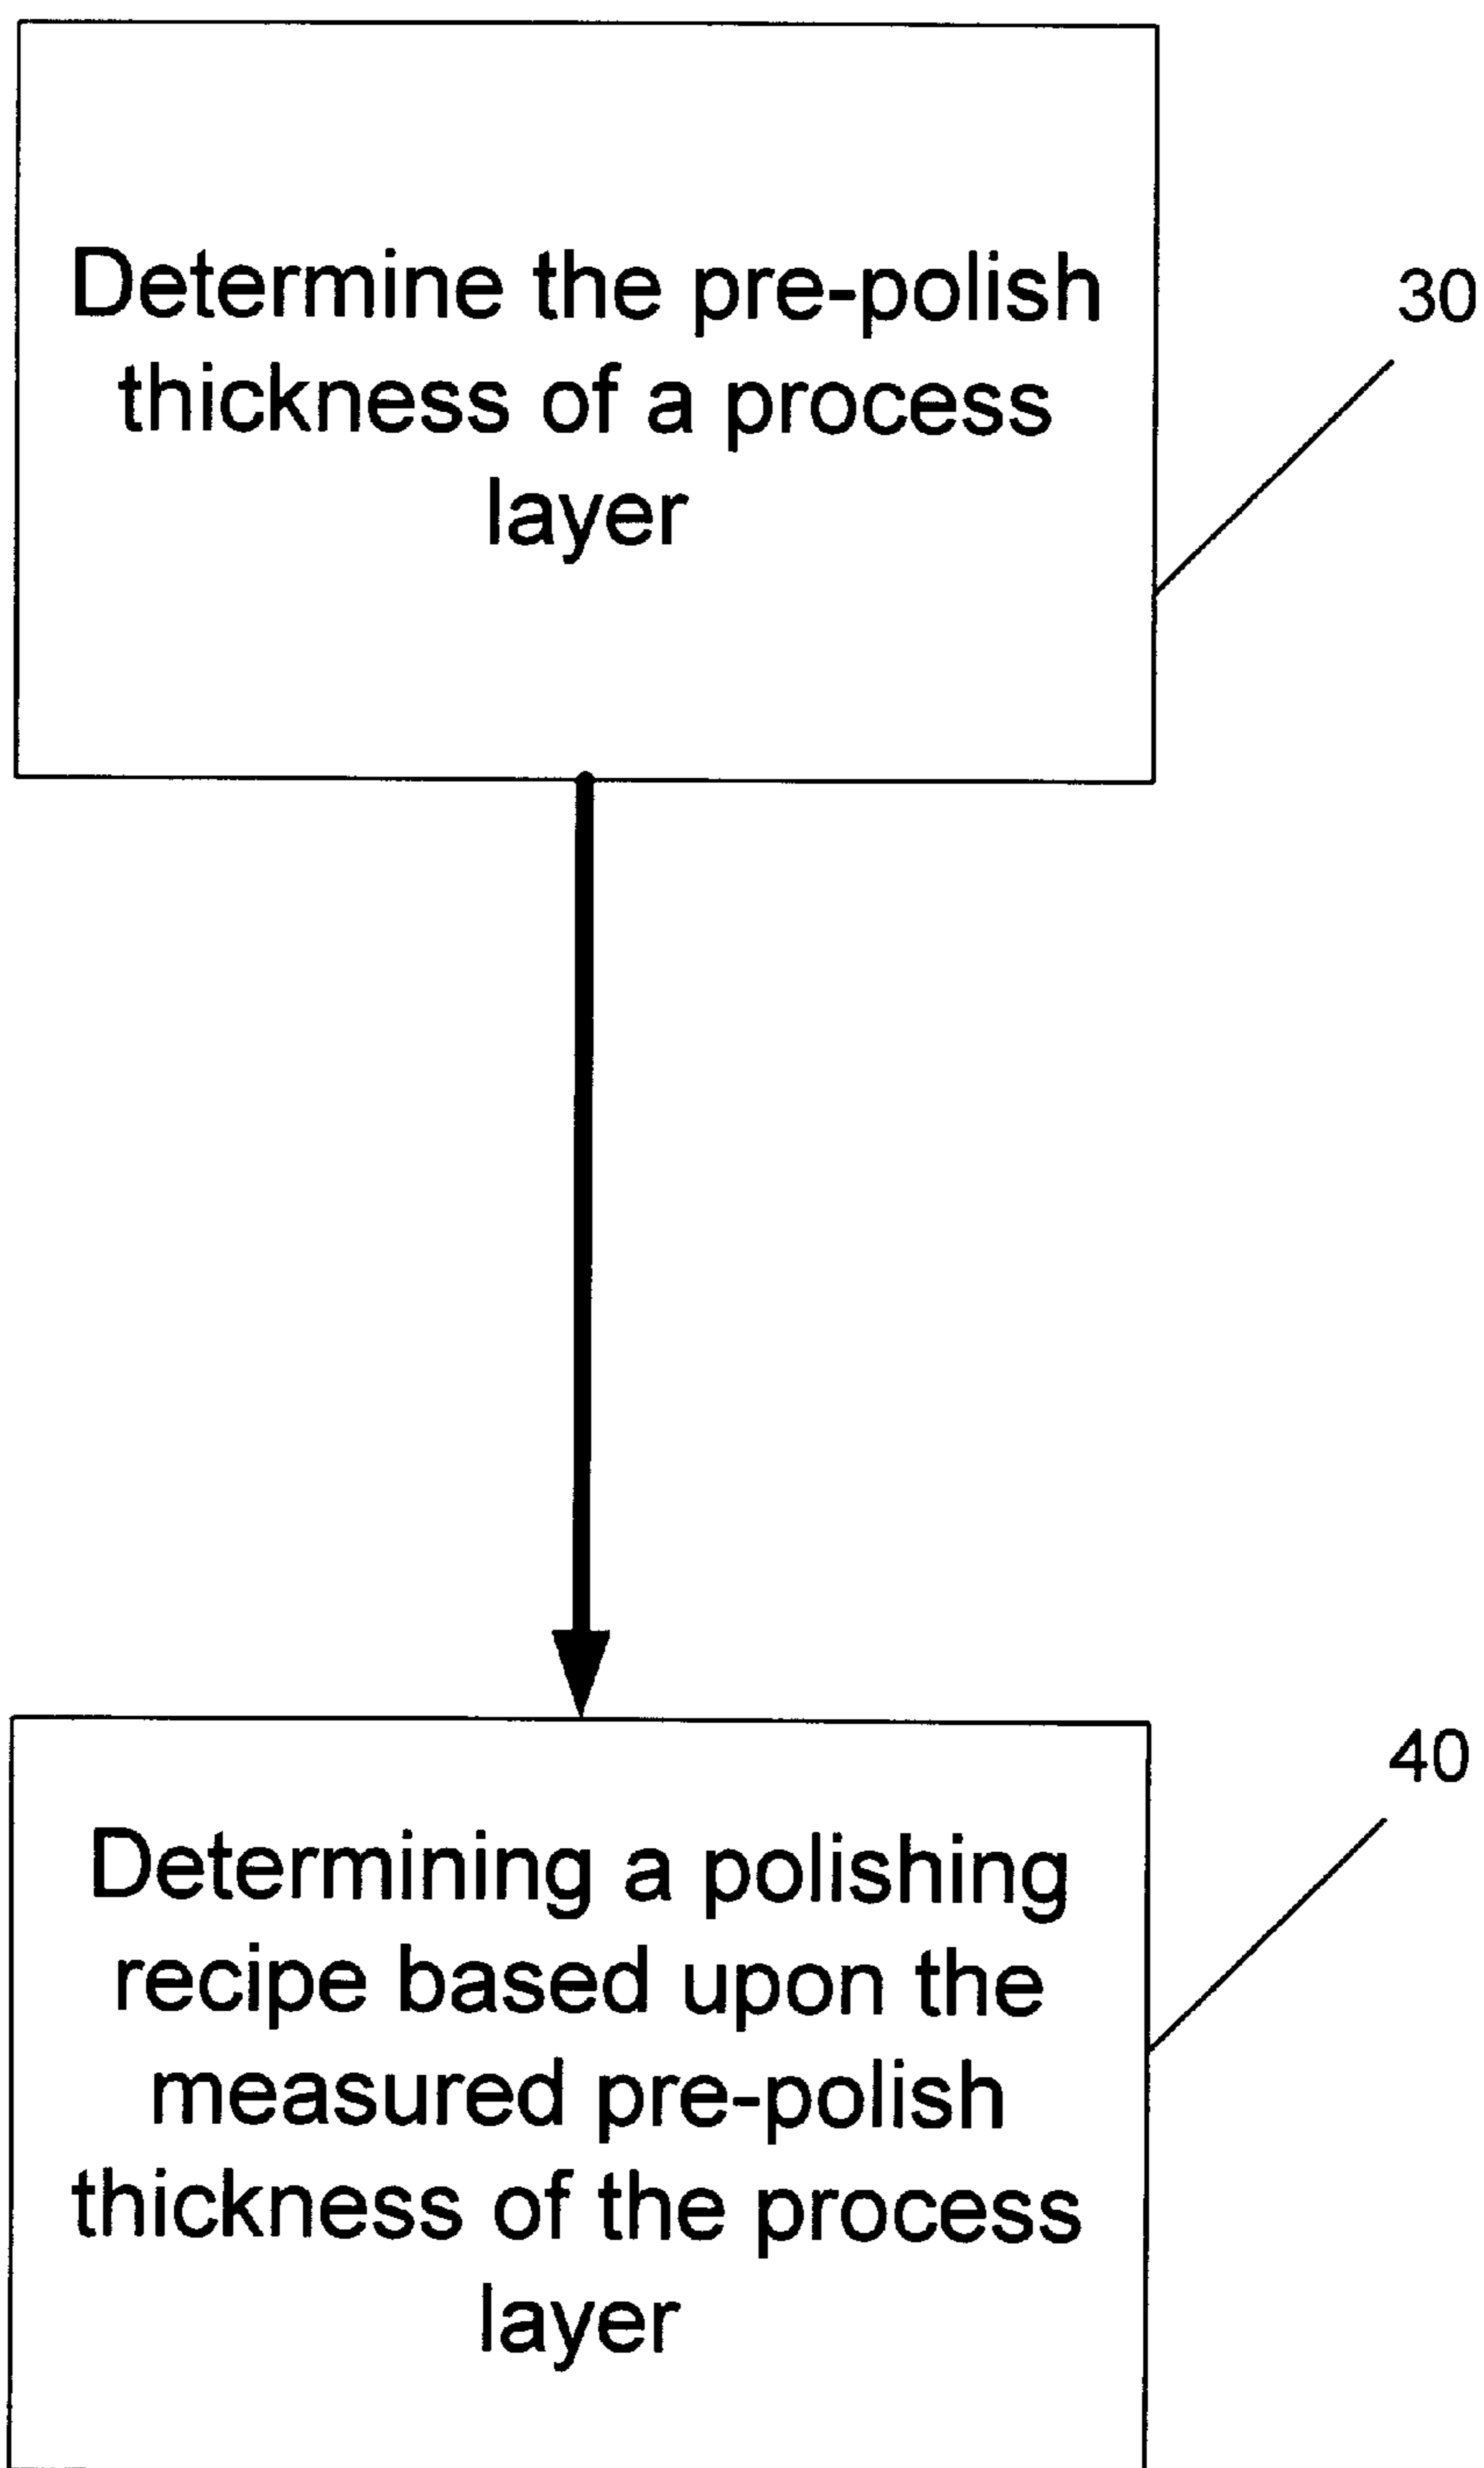 Determine the pre-polish
thickness of a process
layer
30
Determining a polishing
recipe based upon the
measured pre-polish
thickness of the process
layer
40